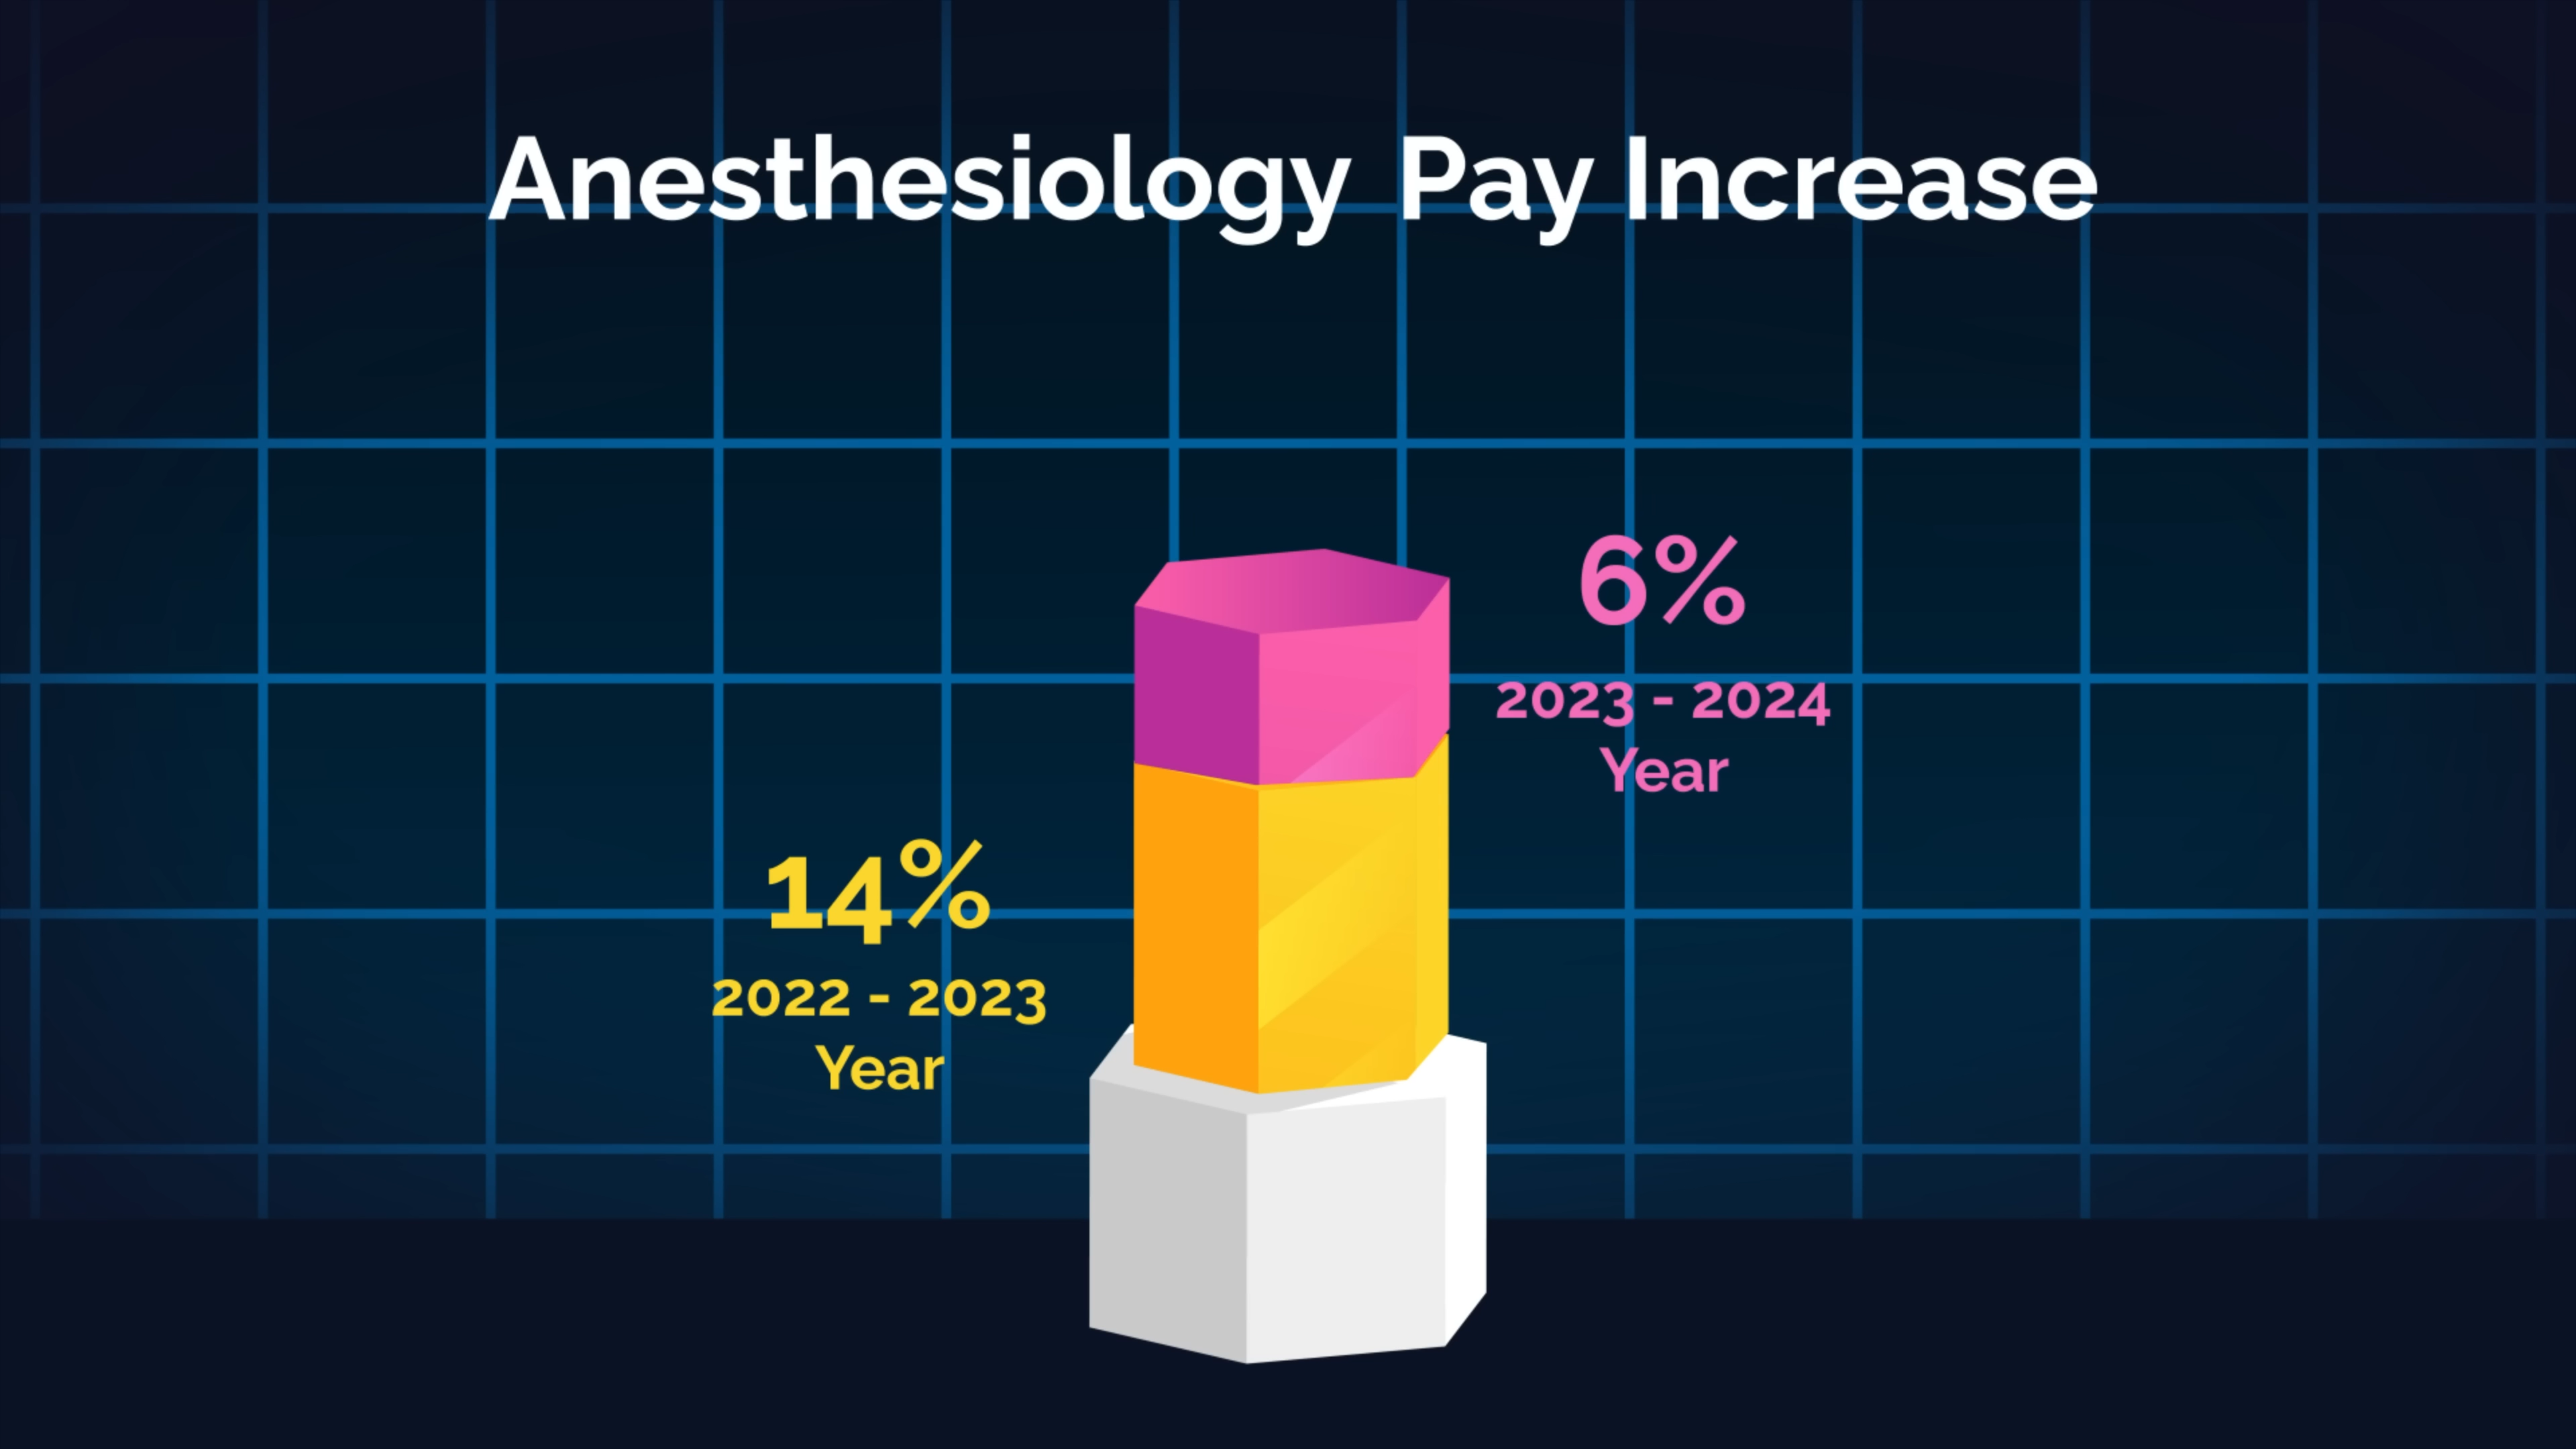 Anesthesiology Pay Increase
6%
2023 - 2024
Year
14%
2022 - 2023
Year